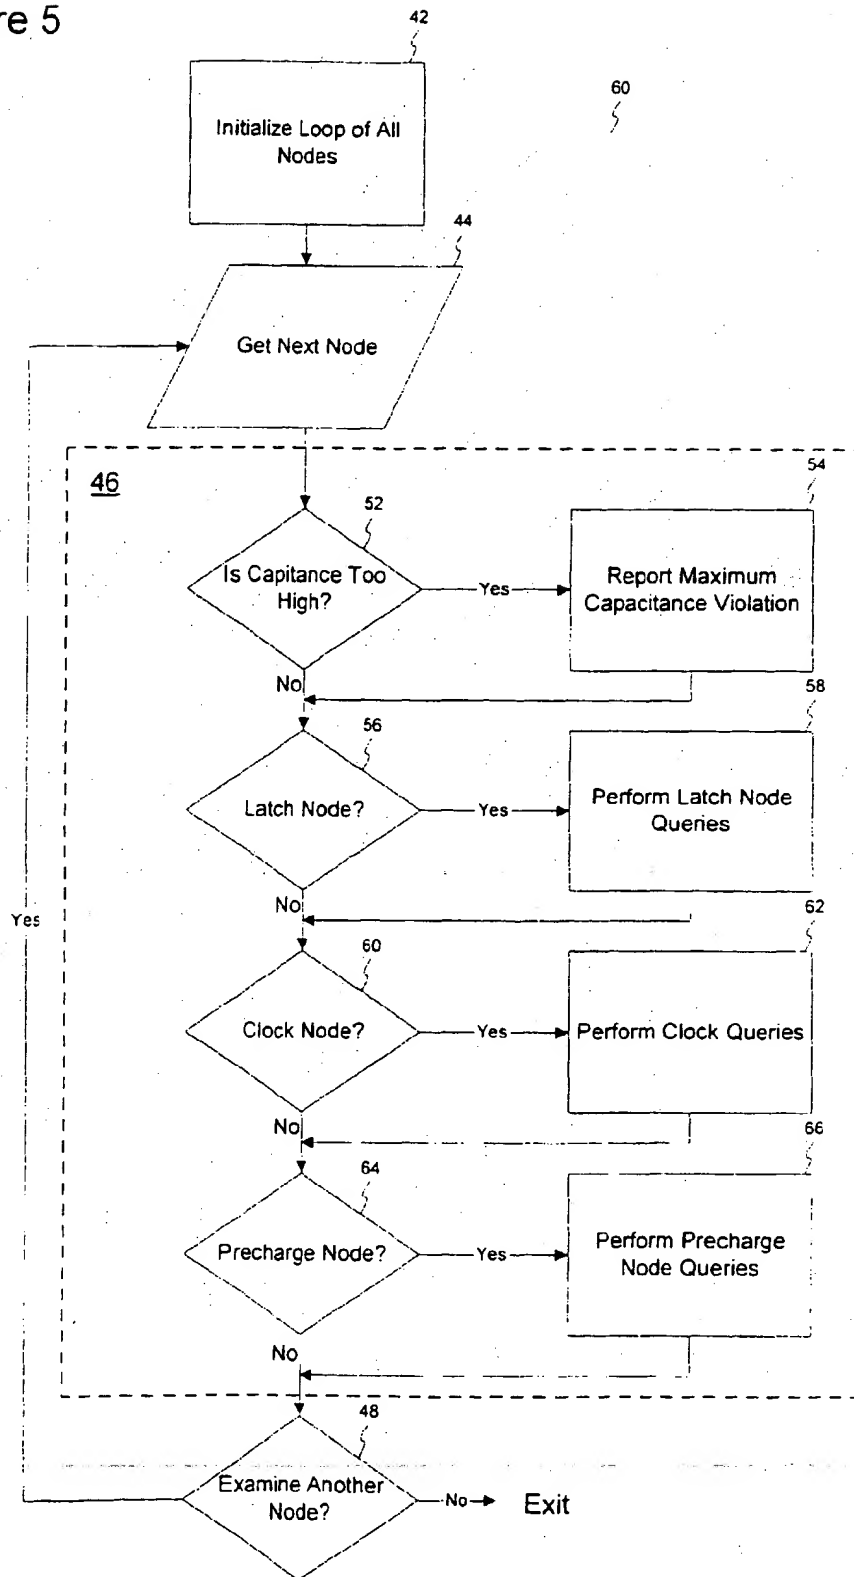 re 5
42
Initialize Loop of All
Nodes
60
44
Get Next Node
46
52
Is Capitance Too
High?
Yes
54
Report Maximum
Capacitance Violation
No
56
Latch Node?
Yes
58
Perform Latch Node
Queries
No
60
Clock Node?
Yes
62
Perform Clock Queries
No
64
Precharge Node?
Yes
66
Perform Precharge
Node Queries
No
Yes
48
Examine Another
Node?
No
Exit